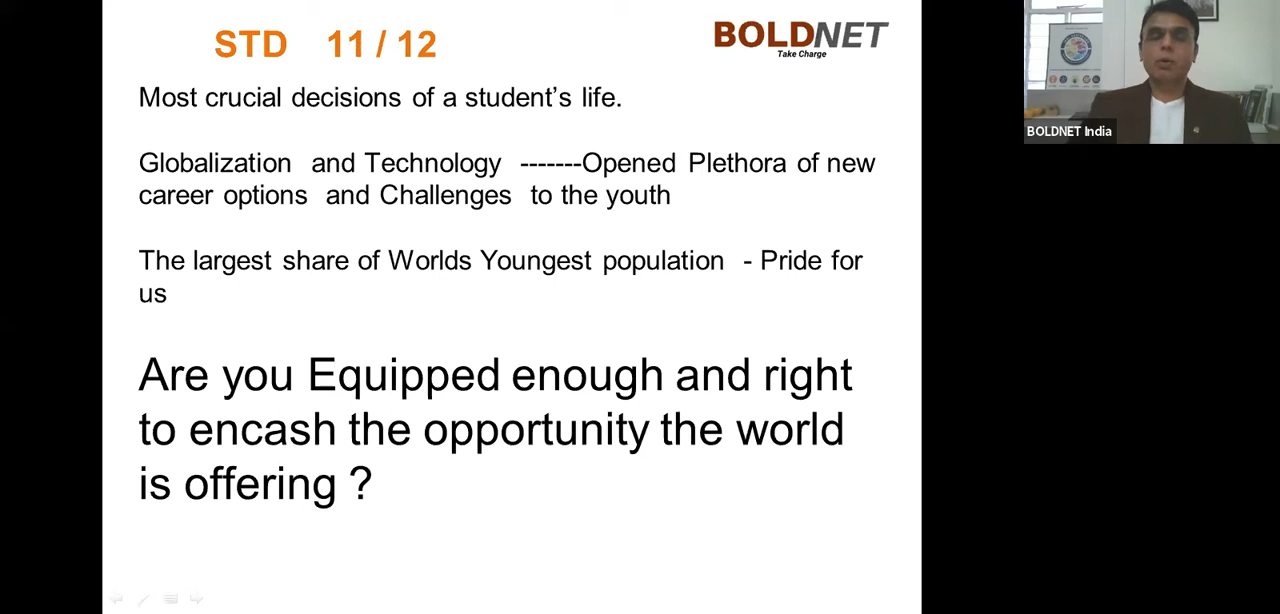 STD 11 / 12
BOLDNET
Take Charge
Most crucial decisions of a student’s life.
Globalization and Technology -------Opened Plethora of new
career options and Challenges to the youth
The largest share of Worlds Youngest population - Pride for
us
Are you Equipped enough and right
to encash the opportunity the world
is offering ?
BOLDNET India